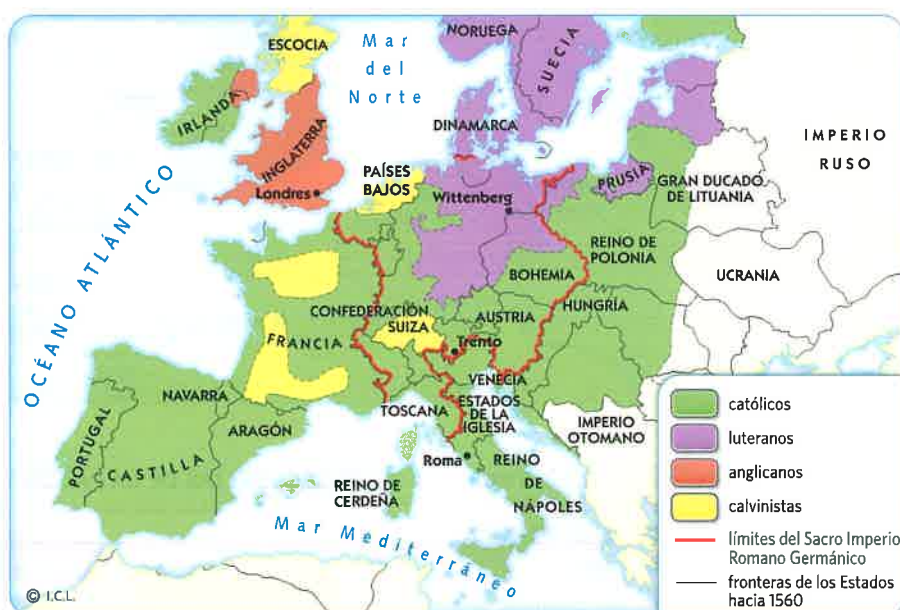 ESCOCIA
Mar
del
Norte
NORUEGA
SUECIA
IRLANDA
DINAMARCA
IMPERIO
RUSO
INGLATERRA
Londres
PAÍSES
BAJOS
Wittenberg
PRUSIA
GRAN DUCADO
DE LITUANIA
OCÉANO ATLÁNTICO
REINO DE
POLONIA
BOHEMIA
UCRANIA
CONFEDERACIÓN
SUIZA
AUSTRIA
HUNGRÍA
FRANCIA
Trento
VENECIA
NAVARRA
TOSCANA
ESTADOS
DE LA
IGLESIA
IMPERIO
OTOMANO
ARAGÓN
PORTUGAL
CASTILLA
Roma
REINO
DE
NÁPOLES
REINO DE
CERDEÑA
Mar Mediterráneo
católicos
luteranos
anglicanos
calvinistas
límites del Sacro Imperio
Romano Germánico
fronteras de los Estados
hacia 1560
© I.C.L.